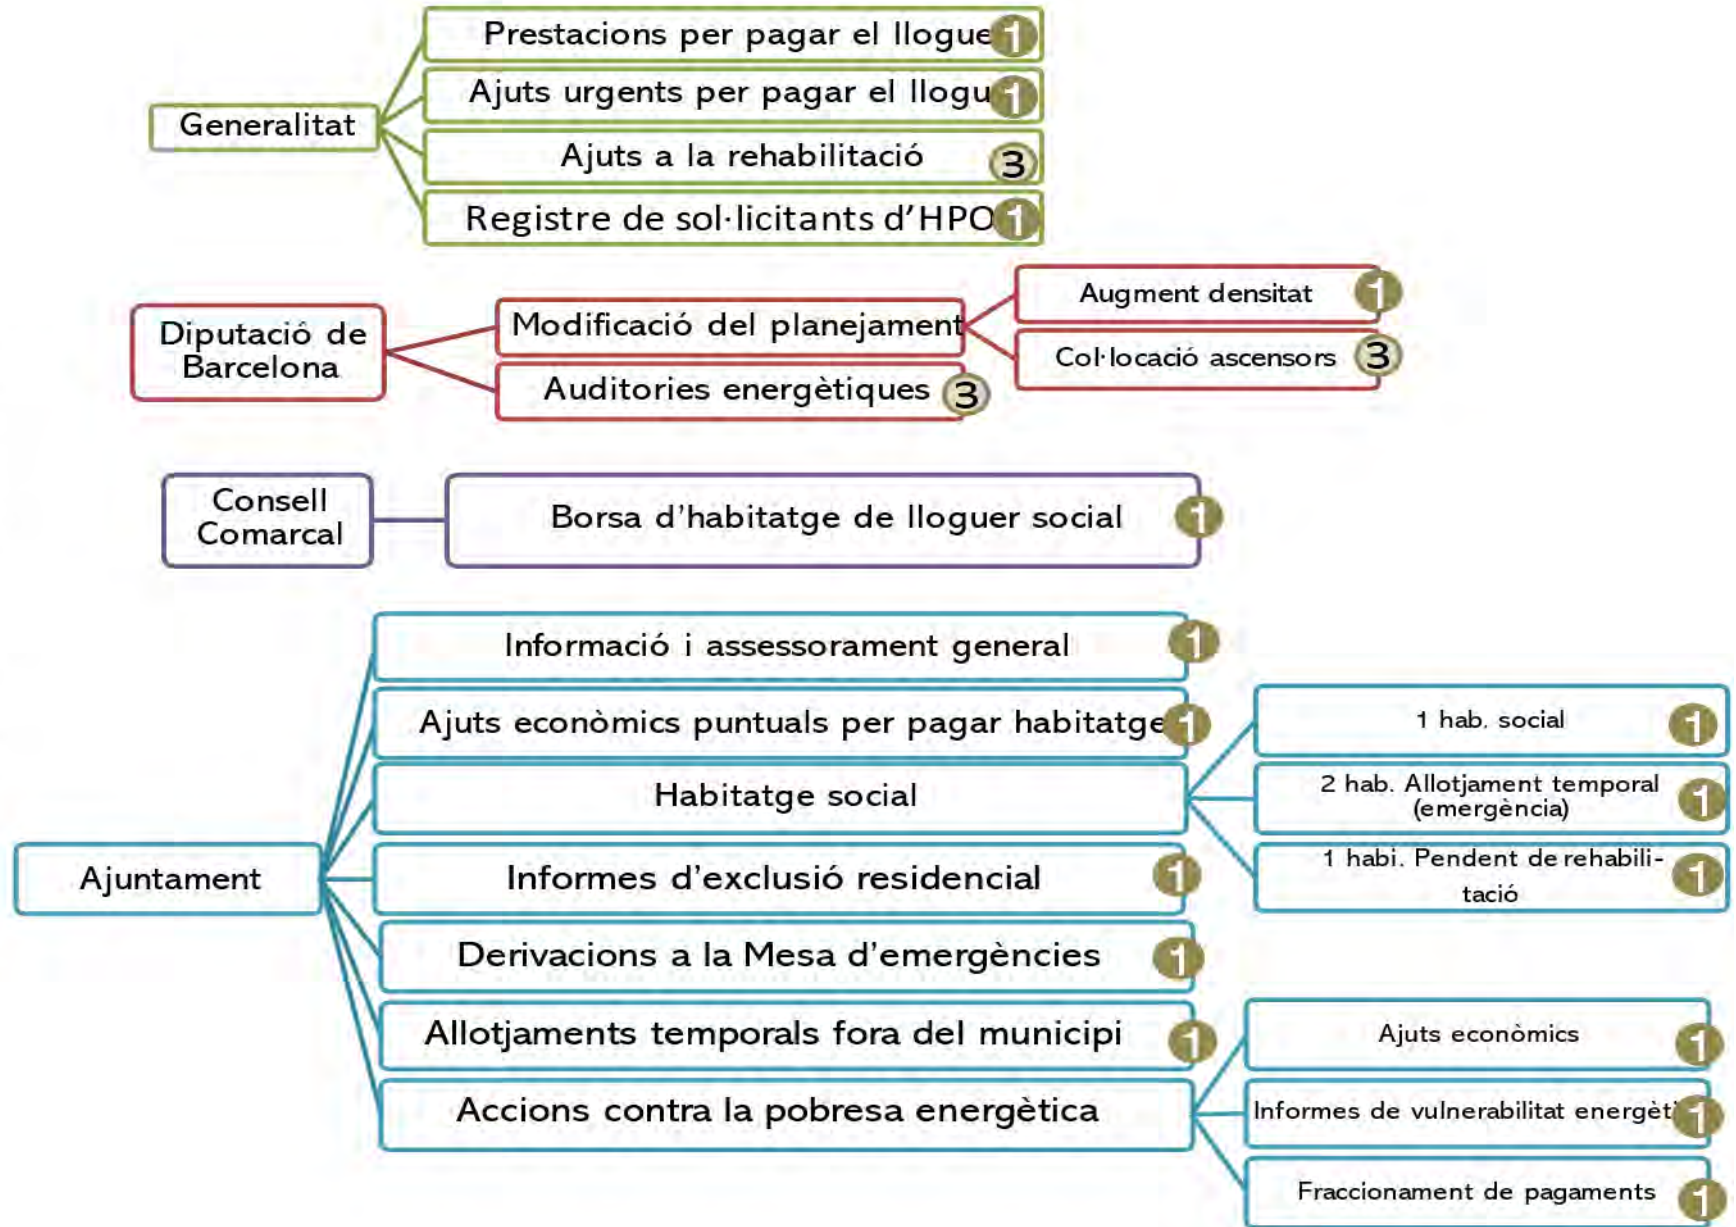 Prestacions per pagar el llogue 1
Ajuts urgents per pagar el llogu 1
Generalitat
Ajuts a la rehabilitació 3
Registre de sol·licitants d'HPO 1
Diputació de
Barcelona
Modificació del planejament
Augment densitat 1
Col·locació ascensors 3
Auditories energètiques 3
Consell
Comarcal
Borsa d'habitatge de lloguer social 1
Ajuntament
Informació i assessorament general 1
Ajuts econòmics puntuals per pagar habitatge 1
Habitatge social
1 hab. social 1
2 hab. Allotjament temporal
(emergència) 1
1 habi. Pendent de rehabili-
tació 1
Informes d'exclusió residencial 1
Derivacions a la Mesa d'emergències 1
Allotjaments temporals fora del municipi 1
Accions contra la pobresa energètica
Ajuts econòmics 1
Informes de vulnerabilitat energèt 1
Fraccionament de pagaments 1